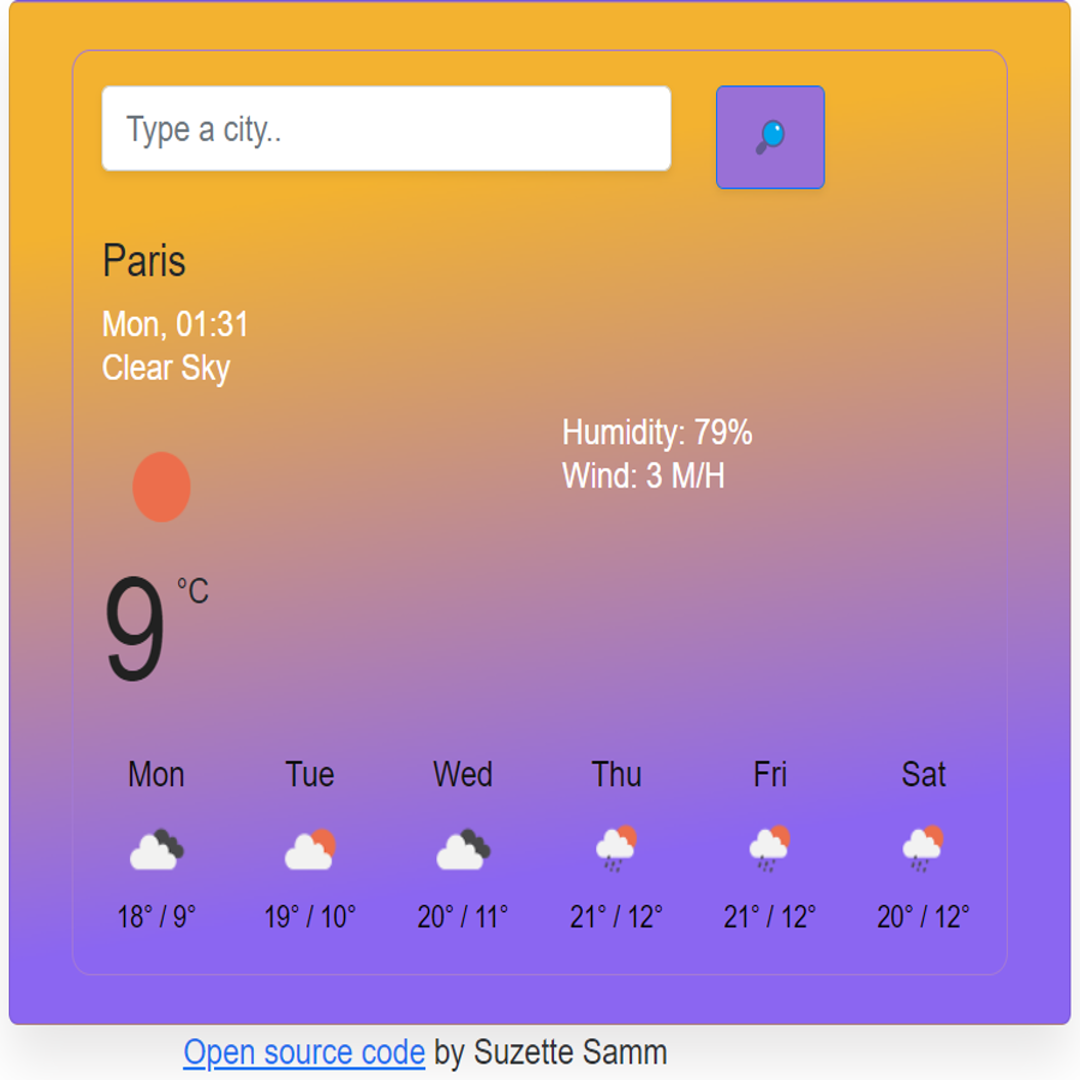 Type a city..
Paris
Mon, 01:31
Clear Sky
Humidity: 79%
Wind: 3 M/H
9 °C
Mon Tue Wed Thu Fri Sat
18° / 9° 19° / 10° 20° / 11° 21° / 12° 21° / 12° 20° / 12°
Open source code by Suzette Samm